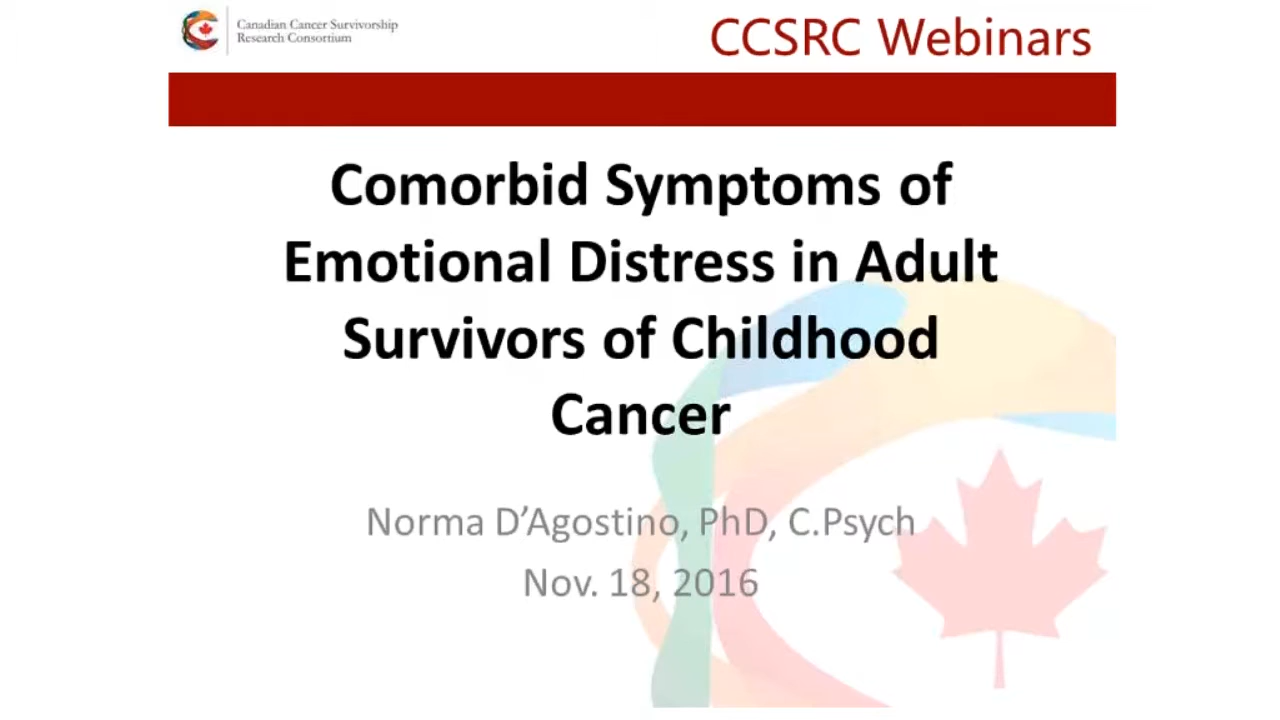 Canadian Cancer Survivorship
Research Consortium
CCSRC Webinars
Comorbid Symptoms of
Emotional Distress in Adult
Survivors of Childhood
Cancer
Norma D’Agostino, PhD, C.Psych
Nov. 18, 2016